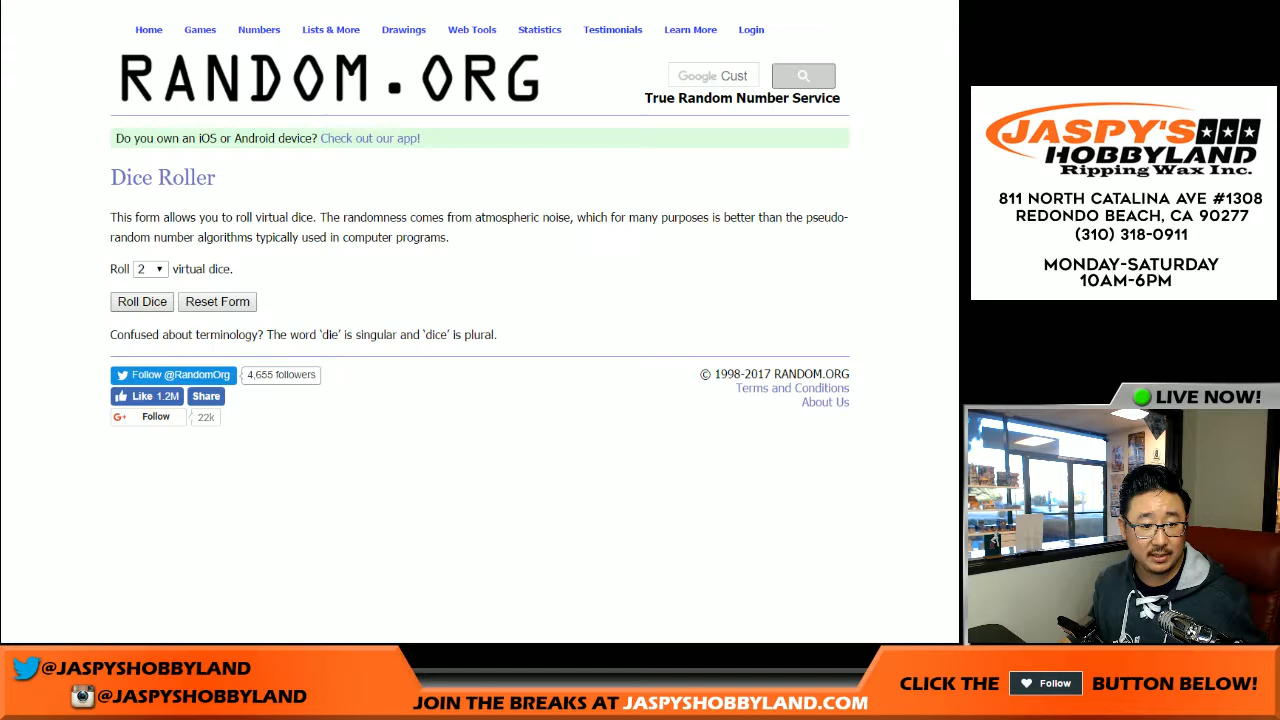 Home Games Numbers Lists & More Drawings Web Tools Statistics Testimonials Learn More Login
RANDOM.ORG
Google Cust
True Random Number Service
Do you own an iOS or Android device? Check out our app!
Dice Roller
This form allows you to roll virtual dice. The randomness comes from atmospheric noise, which for many purposes is better than the pseudo-
random number algorithms typically used in computer programs.
Roll 2 virtual dice.
Roll Dice Reset Form
Confused about terminology? The word ‘die’ is singular and ‘dice’ is plural.
Follow @RandomOrg 4,655 followers
Like 1.2M Share
G+ Follow 22k
© 1998-2017 RANDOM.ORG
Terms and Conditions
About Us
JASPY'S
HOBBYLAND
Ripping Wax Inc.
811 NORTH CATALINA AVE #1308
REDONDO BEACH, CA 90277
(310) 318-0911
MONDAY-SATURDAY
10AM-6PM
LIVE NOW!
@JASPYSHOBBYLAND
@JASPYSHOBBYLAND
JOIN THE BREAKS AT JASPYSHOBBYLAND.COM
CLICK THE Follow BUTTON BELOW!